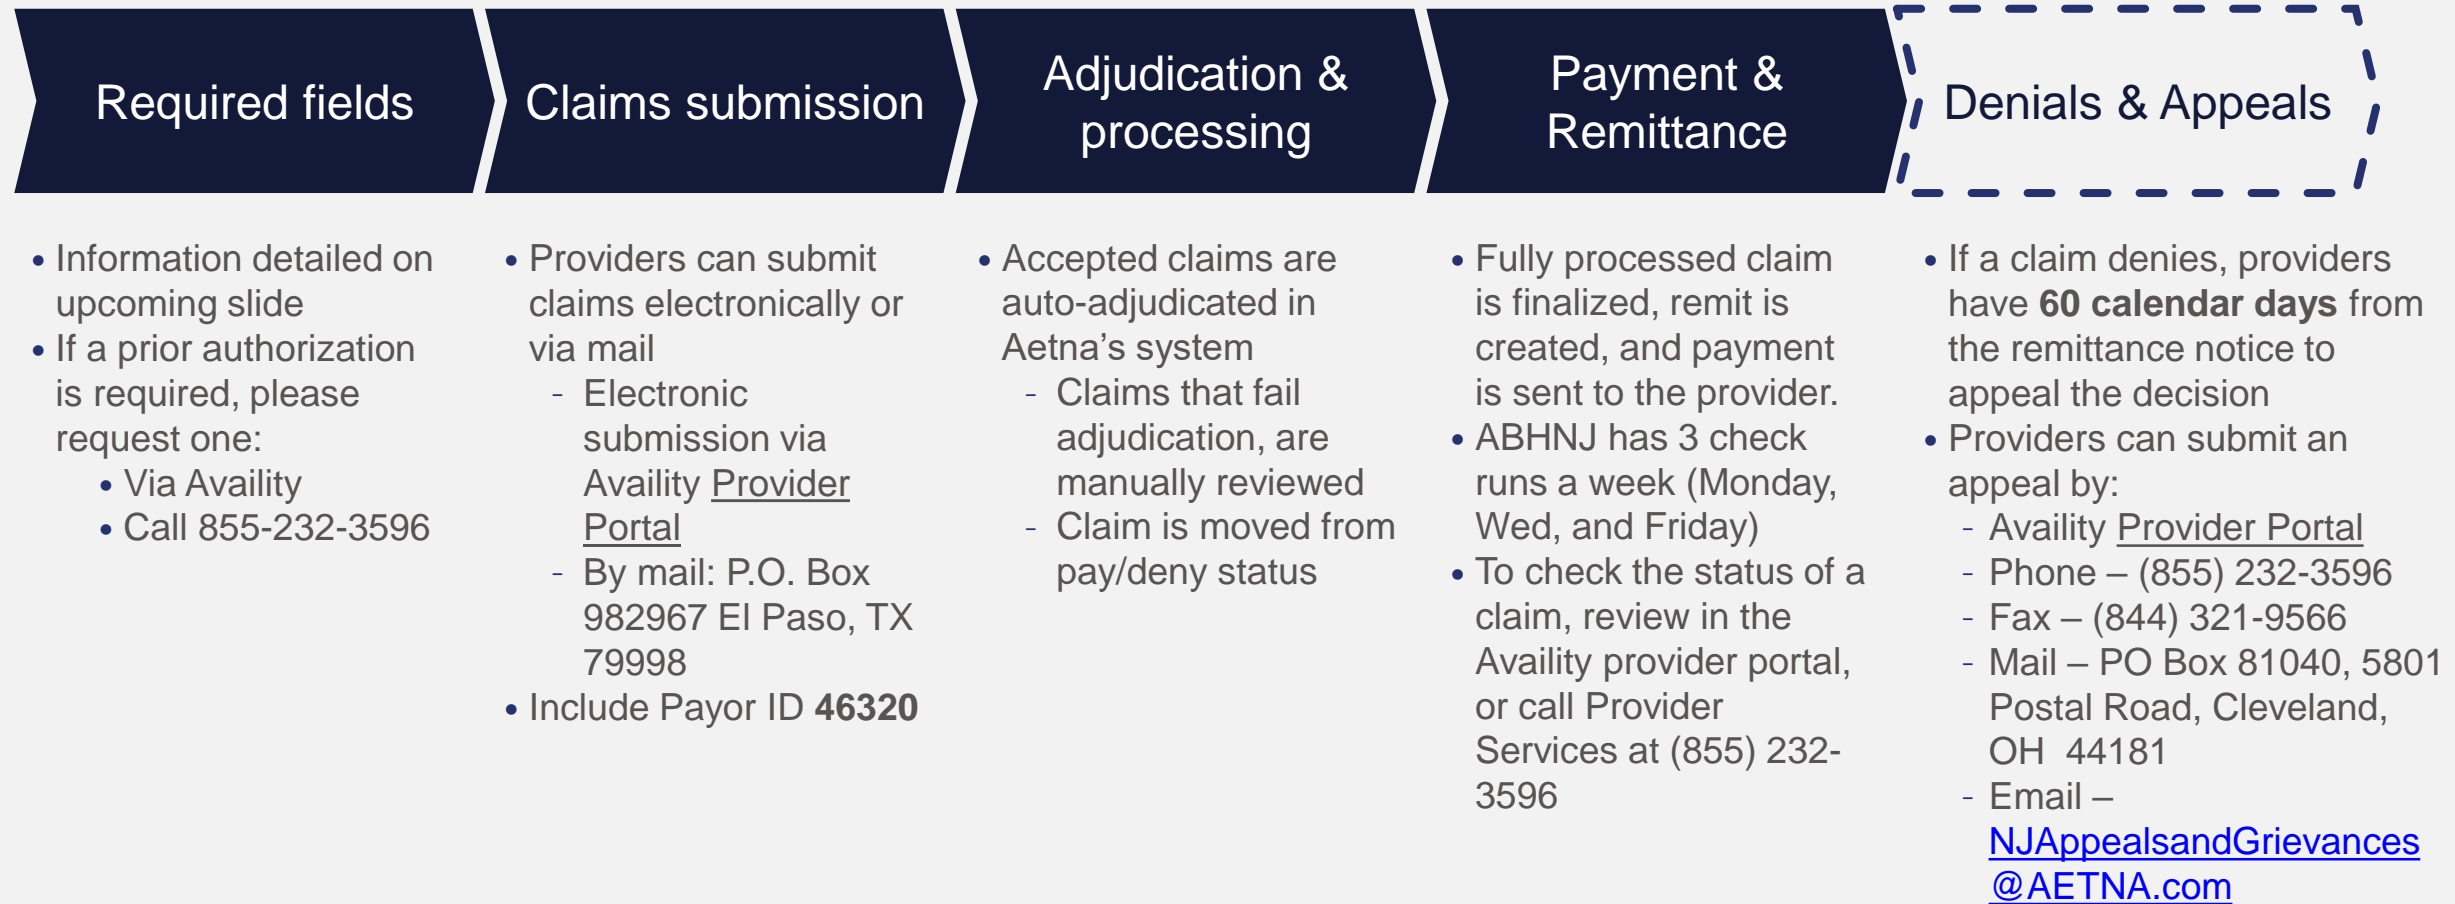 Required fields
Claims submission
Adjudication &
processing
Payment &
Remittance
Denials & Appeals
• Information detailed on
upcoming slide
• If a prior authorization
is required, please
request one:
• Via Availity
• Call 855-232-3596
• Providers can submit
claims electronically or
via mail
- Electronic
submission via
Availity Provider
Portal
- By mail: P.O. Box
982967 El Paso, TX
79998
• Include Payor ID 46320
• Accepted claims are
auto-adjudicated in
Aetna’s system
- Claims that fail
adjudication, are
manually reviewed
- Claim is moved from
pay/deny status
• Fully processed claim
is finalized, remit is
created, and payment
is sent to the provider.
• ABHNJ has 3 check
runs a week (Monday,
Wed, and Friday)
• To check the status of a
claim, review in the
Availity provider portal,
or call Provider
Services at (855) 232-
3596
• If a claim denies, providers
have 60 calendar days from
the remittance notice to
appeal the decision
• Providers can submit an
appeal by:
- Availity Provider Portal
- Phone – (855) 232-3596
- Fax – (844) 321-9566
- Mail – PO Box 81040, 5801
Postal Road, Cleveland,
OH  44181
- Email –
NJAppealsandGrievances
@AETNA.com